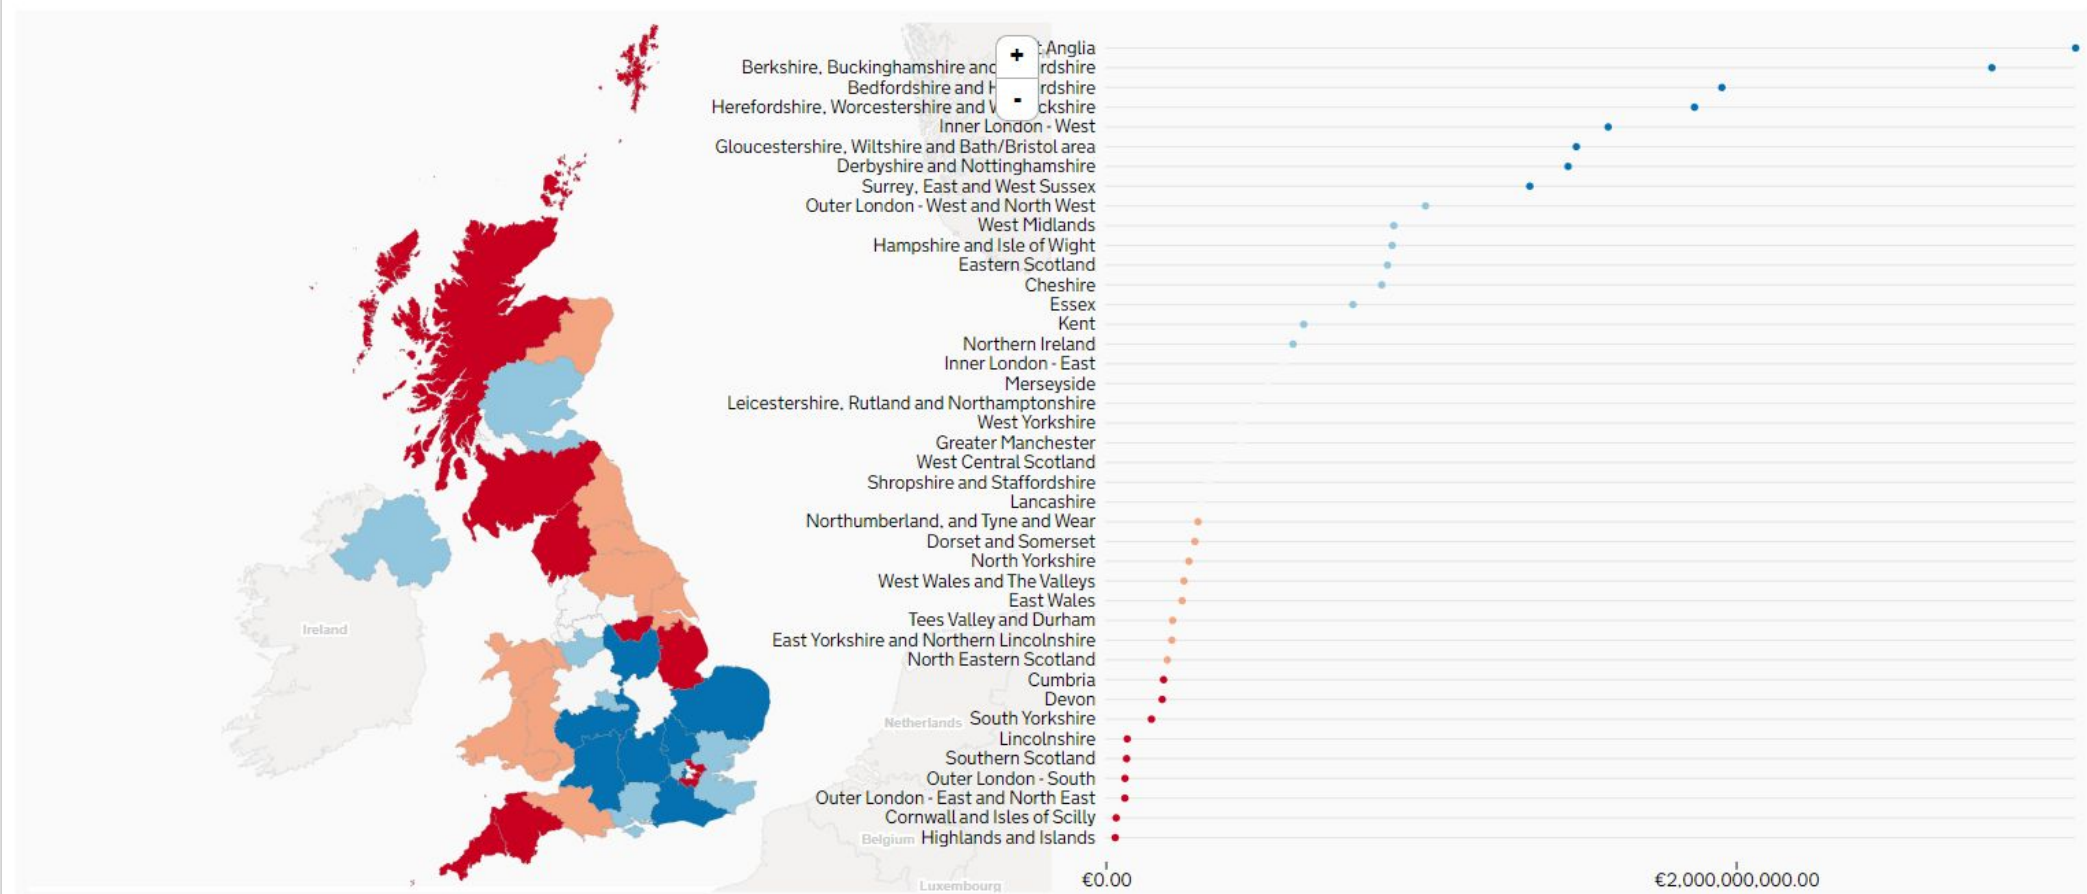 +
-
Anglia
Berkshire, Buckinghamshire and rdshire
Bedfordshire and H rdshire
Herefordshire, Worcestershire and W ckshire
Inner London - West
Gloucestershire, Wiltshire and Bath/Bristol area
Derbyshire and Nottinghamshire
Surrey, East and West Sussex
Outer London - West and North West
West Midlands
Hampshire and Isle of Wight
Eastern Scotland
Cheshire
Essex
Kent
Northern Ireland
Inner London - East
Merseyside
Leicestershire, Rutland and Northamptonshire
West Yorkshire
Greater Manchester
West Central Scotland
Shropshire and Staffordshire
Lancashire
Northumberland, and Tyne and Wear
Dorset and Somerset
North Yorkshire
West Wales and The Valleys
East Wales
Tees Valley and Durham
East Yorkshire and Northern Lincolnshire
North Eastern Scotland
Cumbria
Devon
South Yorkshire
Lincolnshire
Southern Scotland
Outer London - South
Outer London - East and North East
Cornwall and Isles of Scilly
Highlands and Islands
€0.00
€2,000,000,000.00
Ireland
Netherlands
Belgium
Luxembourg